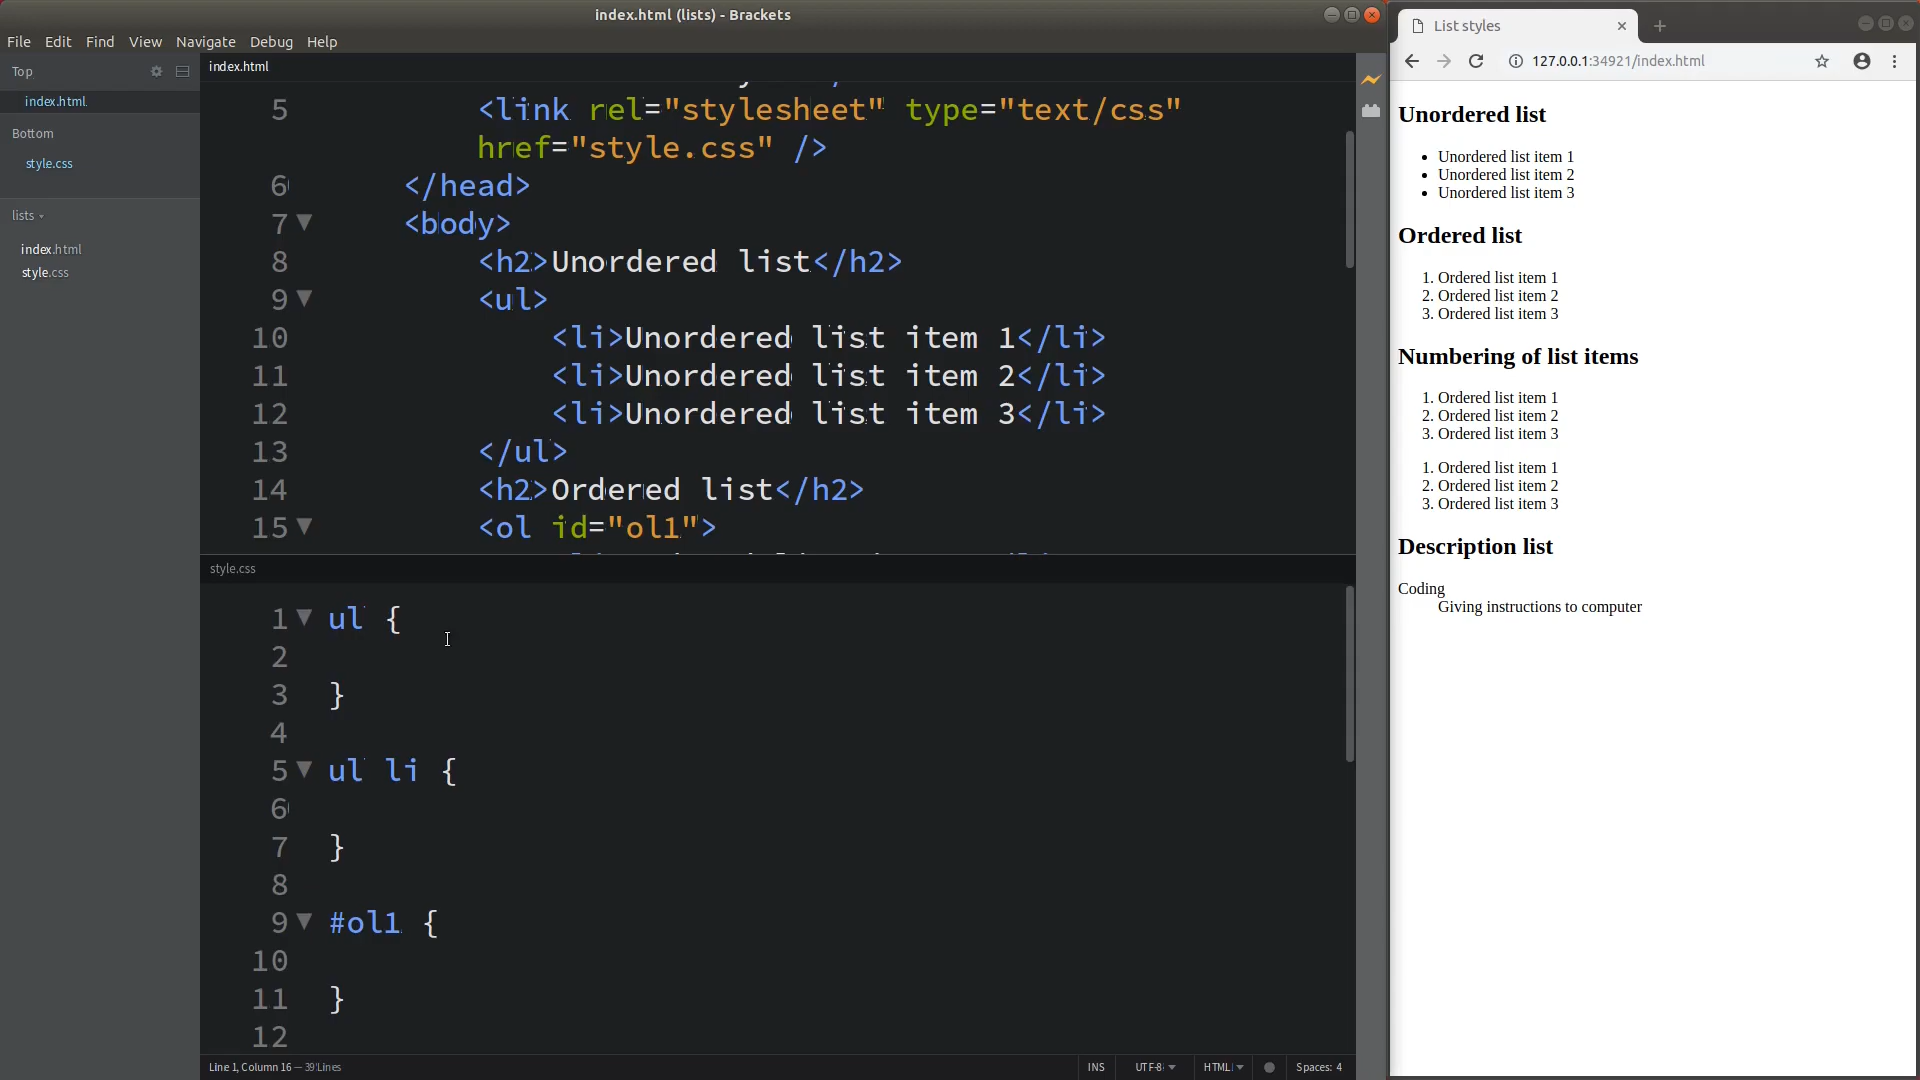 index.html (lists) - Brackets
File Edit Find View Navigate Debug Help
Top
index.html
Bottom
style.css
lists
index.html
style.css
index.html
5 <link rel="stylesheet" type="text/css"
href="style.css" />
6 </head>
7 <body>
8 <h2>Unordered list</h2>
9 <ul>
10 <li>Unordered list item 1</li>
11 <li>Unordered list item 2</li>
12 <li>Unordered list item 3</li>
13 </ul>
14 <h2>Ordered list</h2>
15 <ol id="ol1">
style.css
1 ul {
2
3 }
4
5 ul li {
6
7 }
8
9 #ol1 {
10
11 }
12
Line 1, Column 16 — 39 Lines
INS UTF-8 HTML Spaces: 4
List styles
127.0.0.1:34921/index.html
Unordered list
• Unordered list item 1
• Unordered list item 2
• Unordered list item 3
Ordered list
1. Ordered list item 1
2. Ordered list item 2
3. Ordered list item 3
Numbering of list items
1. Ordered list item 1
2. Ordered list item 2
3. Ordered list item 3
1. Ordered list item 1
2. Ordered list item 2
3. Ordered list item 3
Description list
Coding
Giving instructions to computer